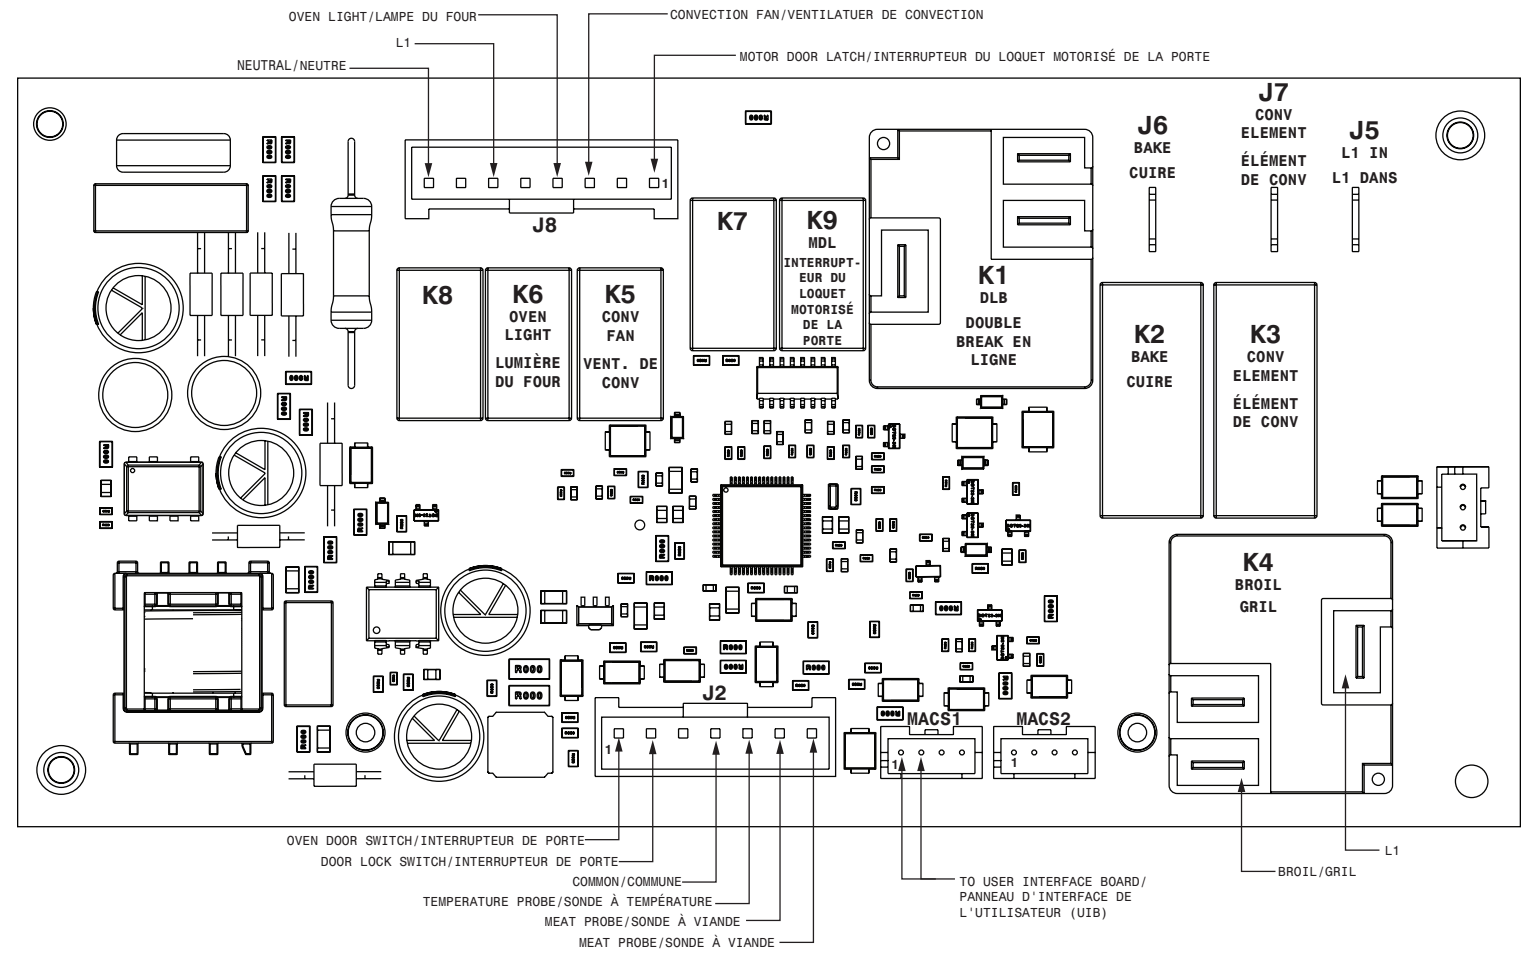 OVEN LIGHT/LAMPE DU FOUR
CONVECTION FAN/VENTILATUER DE CONVECTION
L1
MOTOR DOOR LATCH/INTERRUPTEUR DU LOQUET MOTORISÉ DE LA PORTE
NEUTRAL/NEUTRE
1
J8
J6
BAKE
CUIRE
J7
CONV
ELEMENT
ÉLÉMENT
DE CONV
J5
L1 IN
L1 DANS
K7
K9
MDL
INTERRUPT-
EUR DU
LOQUET
MOTORISÉ
DE LA
PORTE
K1
DLB
DOUBLE
BREAK EN
LIGNE
K8
K6
OVEN
LIGHT
LUMIÈRE
DU FOUR
K5
CONV
FAN
VENT. DE
CONV
K2
BAKE
CUIRE
K3
CONV
ELEMENT
ÉLÉMENT
DE CONV
K4
BROIL
GRIL
R000
R000
J2
1
MACS1
1
MACS2
1
OVEN DOOR SWITCH/INTERRUPTEUR DE PORTE
DOOR LOCK SWITCH/INTERRUPTEUR DE PORTE
COMMON/COMMUNE
TEMPERATURE PROBE/SONDE À TEMPÉRATURE
MEAT PROBE/SONDE À VIANDE
MEAT PROBE/SONDE À VIANDE
TO USER INTERFACE BOARD/
PANNEAU D'INTERFACE DE
L'UTILISATEUR (UIB)
L1
BROIL/GRIL